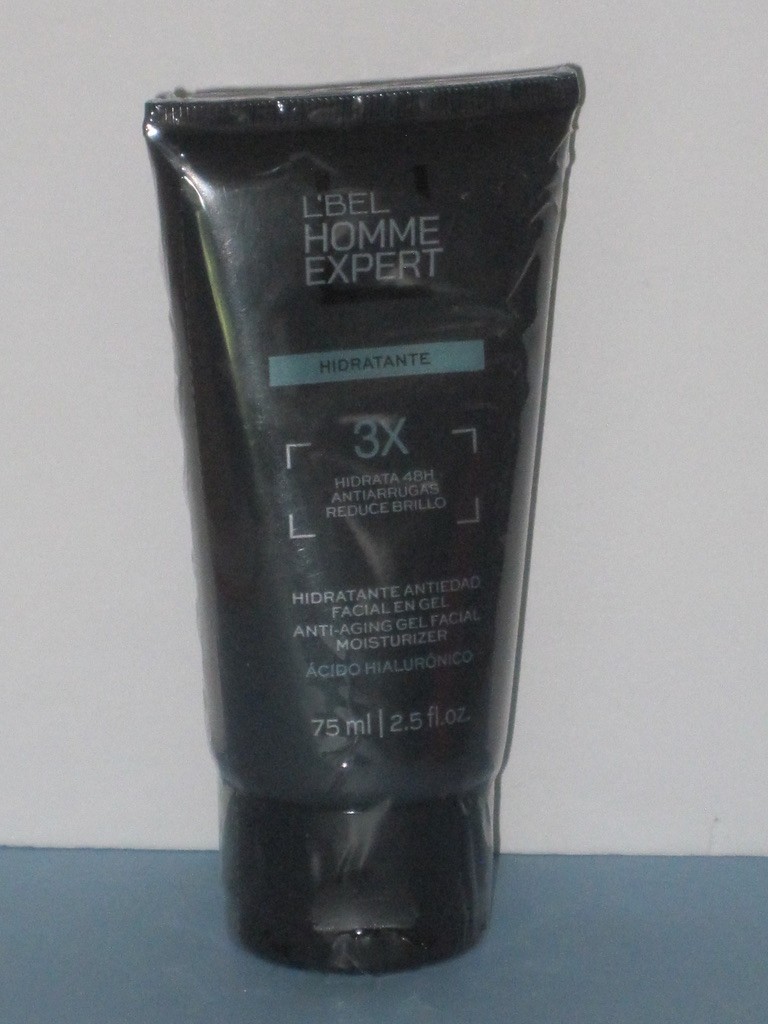 L'BEL
HOMME
EXPERT
HIDRATANTE
3X
HIDRATA 48H
ANTIARRUGAS
REDUCE BRILLO
HIDRATANTE ANTIEDAD
FACIAL EN GEL
ANTI-AGING GEL FACIAL
MOISTURIZER
ÁCIDO HIALURÓNICO
75 ml | 2.5 fl.oz.